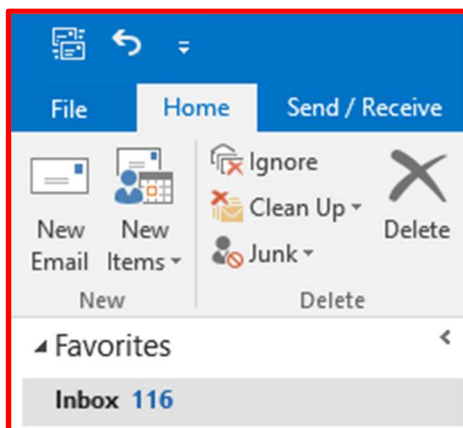 File Home Send / Receive
New Email
New Items
Ignore
Clean Up
Junk
Delete
New Delete
Favorites
Inbox 116